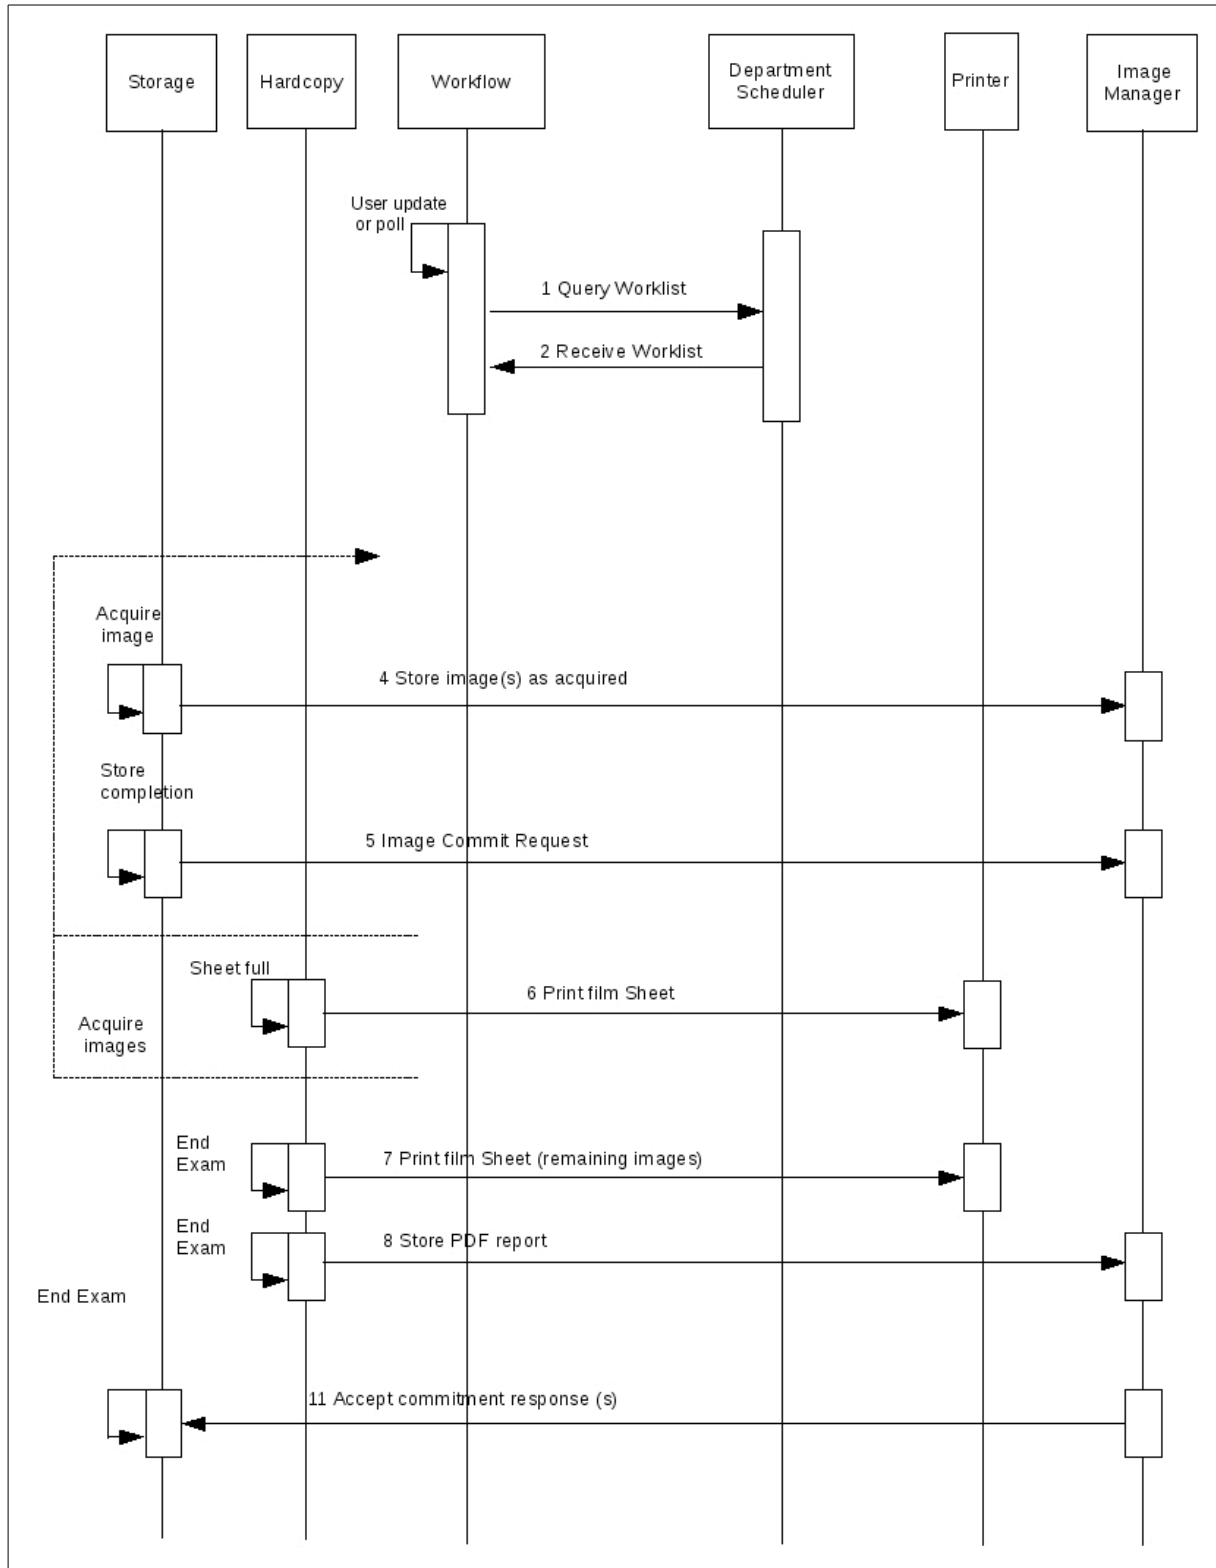 Storage
Hardcopy
Workflow
Department
Scheduler
Printer
Image
Manager
User update
or poll
1 Query Worklist
2 Receive Worklist
Acquire
image
4 Store image(s) as acquired
Store
completion
5 Image Commit Request
Sheet full
6 Print film Sheet
Acquire
images
End
Exam
7 Print film Sheet (remaining images)
End
Exam
8 Store PDF report
End Exam
11 Accept commitment response (s)